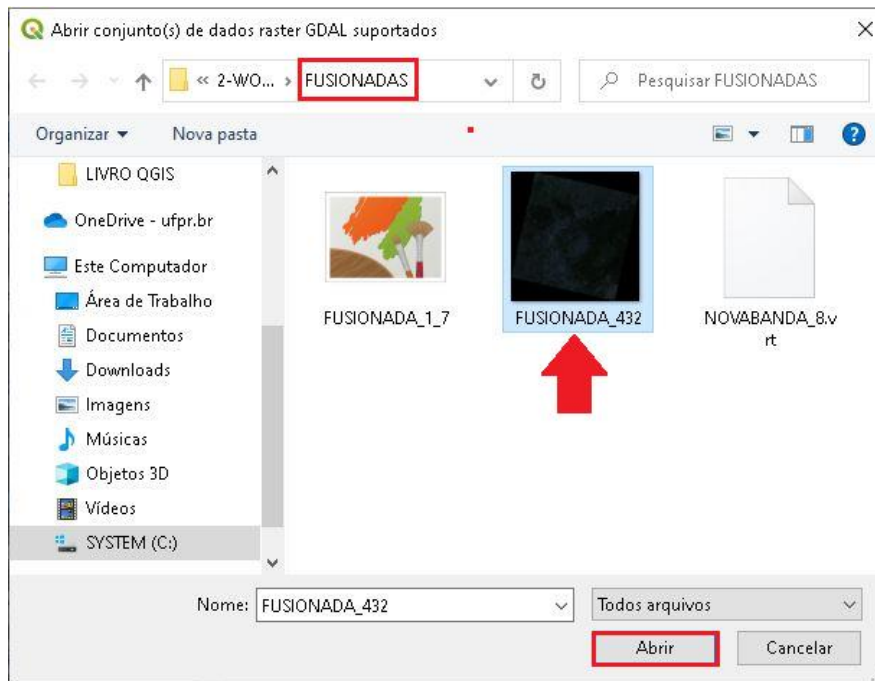 Abrir conjunto(s) de dados raster GDAL suportados
« 2-WO... › FUSIONADAS
Pesquisar FUSIONADAS
Organizar
Nova pasta
LIVRO QGIS
OneDrive - ufpr.br
Este Computador
Área de Trabalho
Documentos
Downloads
Imagens
Músicas
Objetos 3D
Vídeos
SYSTEM (C:)
FUSIONADA_1_7
FUSIONADA_432
NOVABANDA_8.v
rt
Nome: FUSIONADA_432
Todos arquivos
Abrir
Cancelar